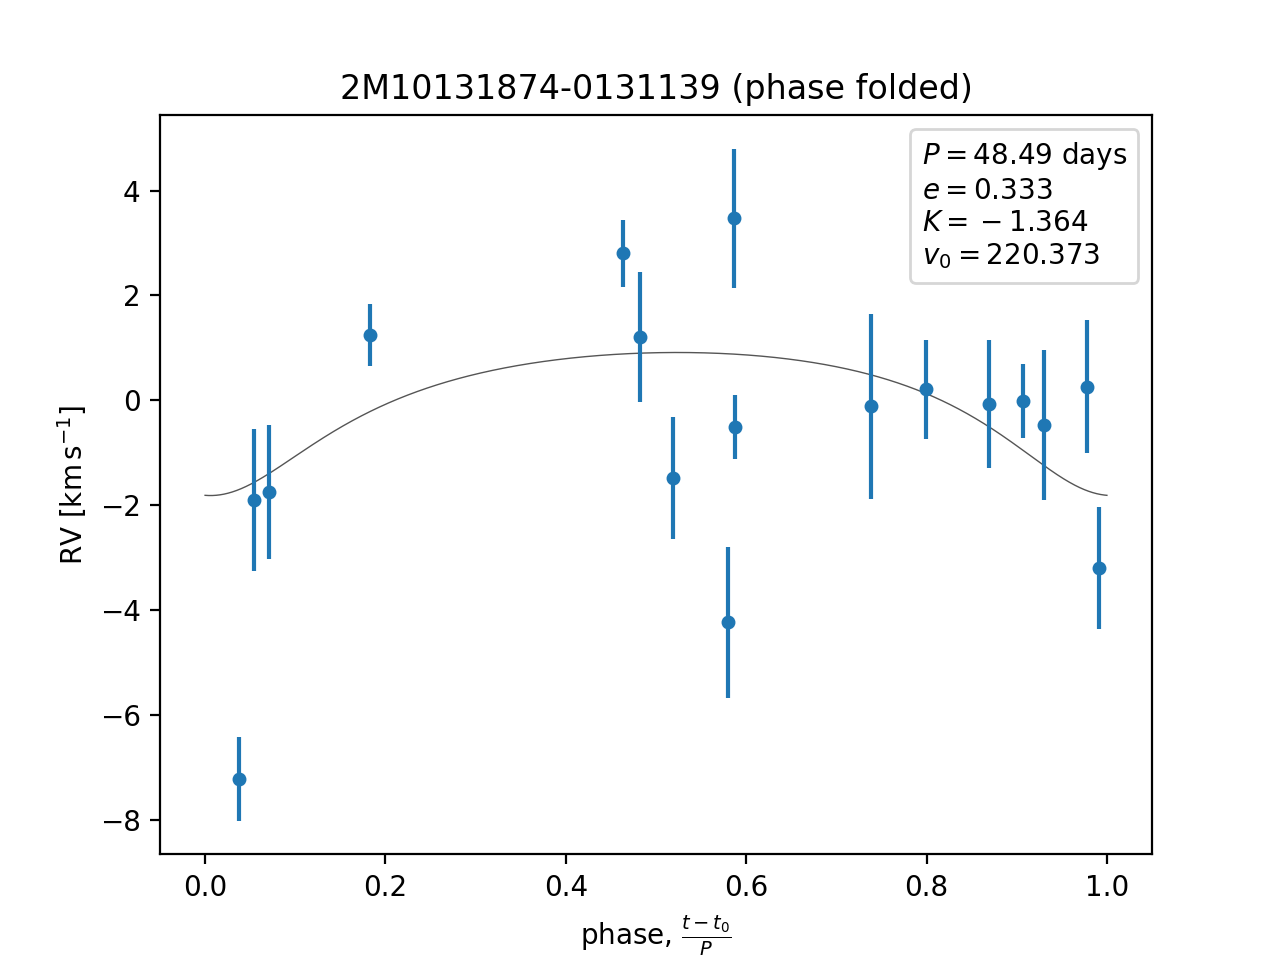 2M10131874-0131139 (phase folded)
P = 48.49 days
e = 0.333
K = −1.364
v₀ = 220.373
4
2
0
−2
−4
−6
−8
RV [km s⁻¹]
0.0 0.2 0.4 0.6 0.8 1.0
phase, (t − t₀)/P